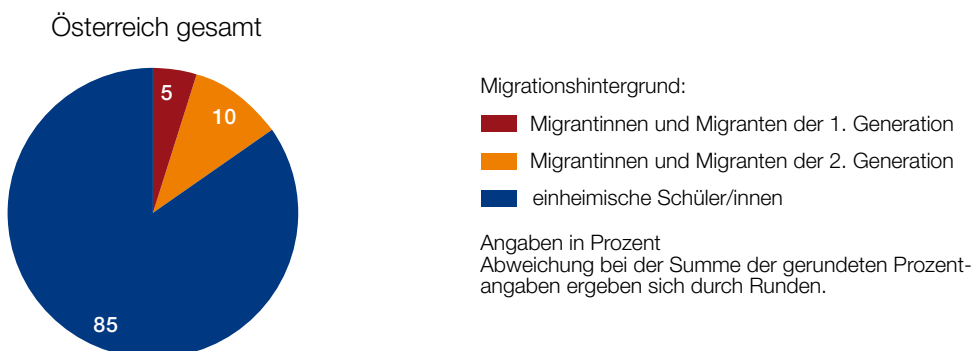 Österreich gesamt
5
10
85
Migrationshintergrund:
Migrantinnen und Migranten der 1. Generation
Migrantinnen und Migranten der 2. Generation
einheimische Schüler/innen
Angaben in Prozent
Abweichung bei der Summe der gerundeten Prozent-
angaben ergeben sich durch Runden.